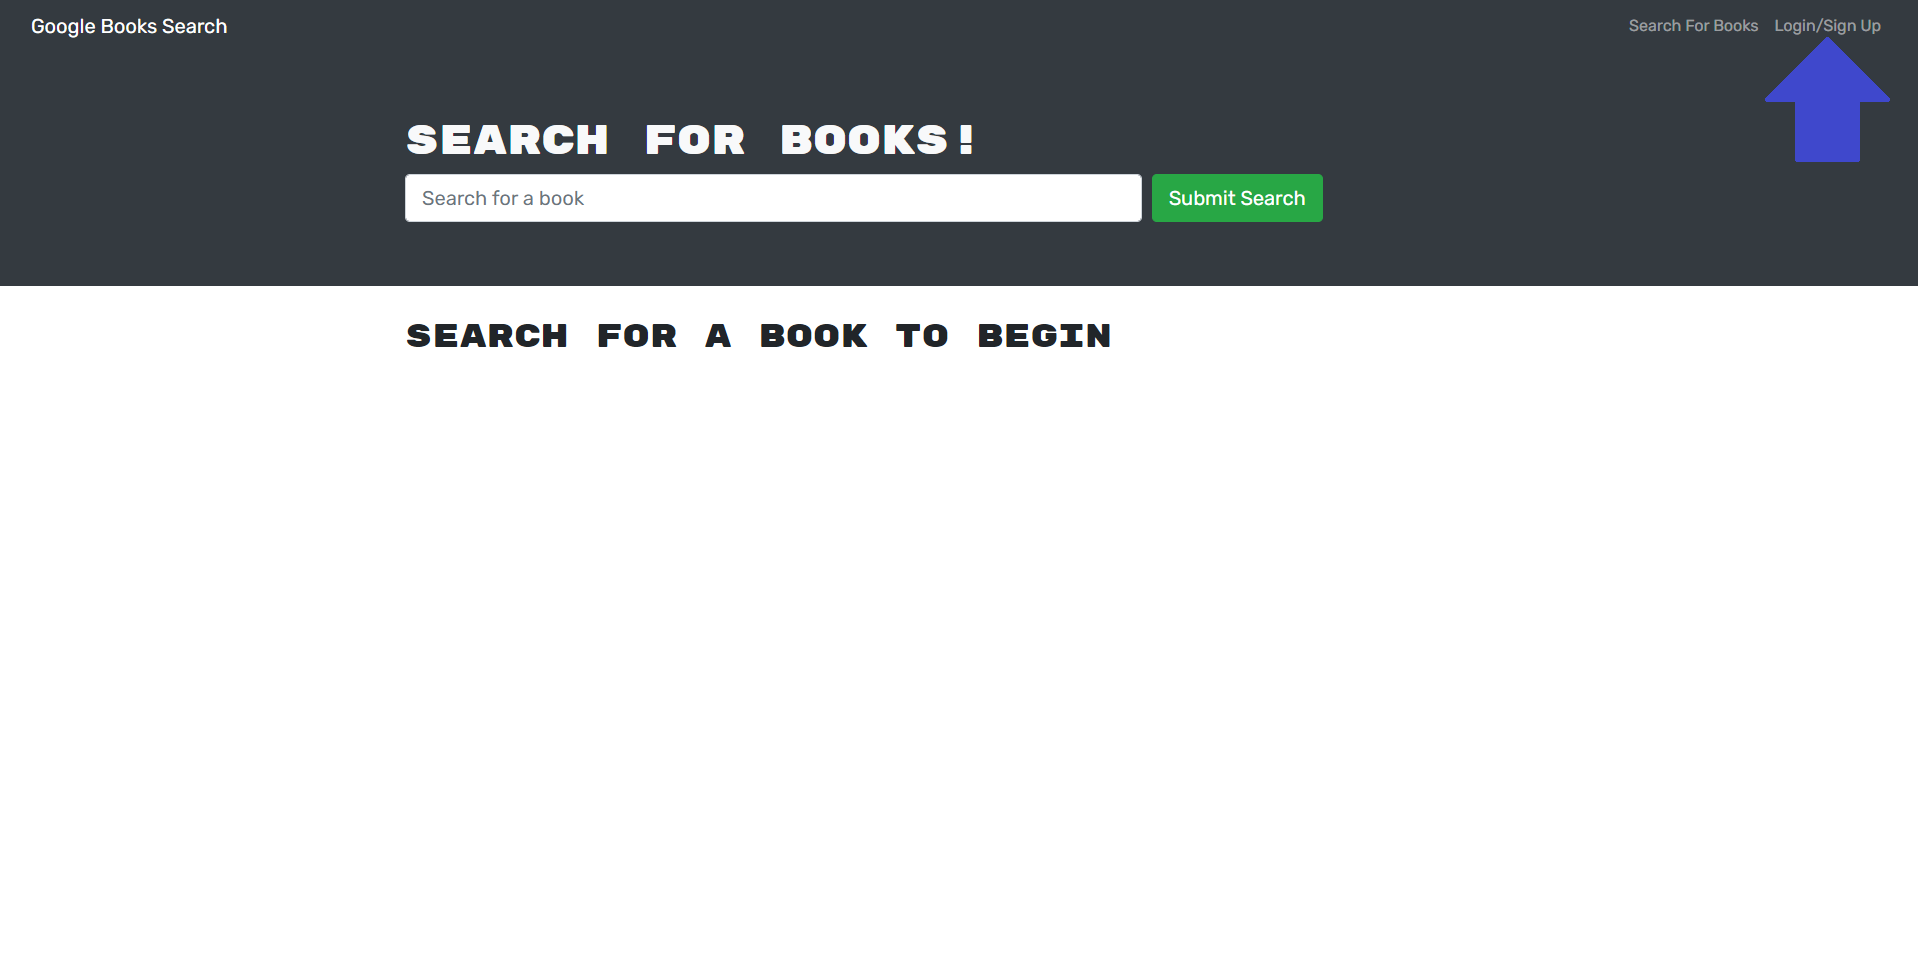 Google Books Search
Search For Books
Login/Sign Up
SEARCH FOR BOOKS!
Search for a book
Submit Search
SEARCH FOR A BOOK TO BEGIN